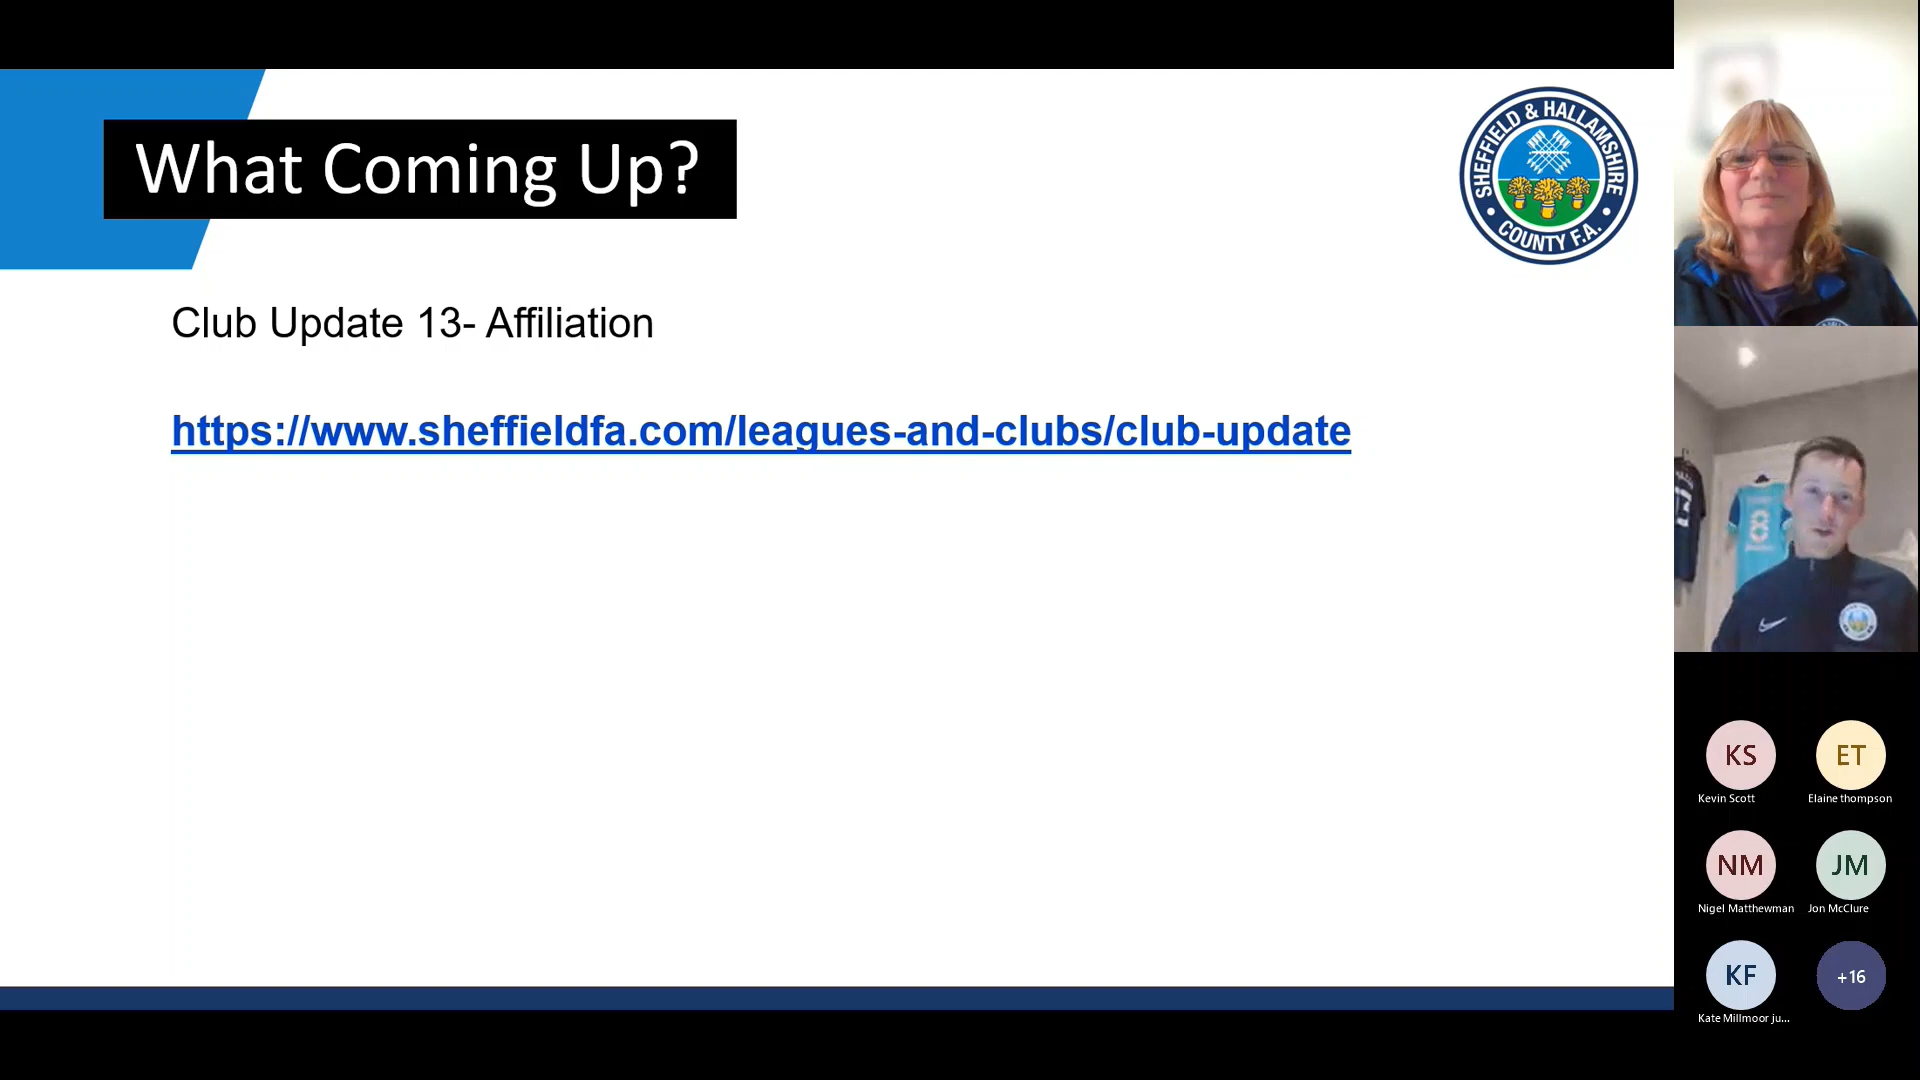 What Coming Up?
SHEFFIELD & HALLAMSHIRE
COUNTY F.A.
Club Update 13- Affiliation
https://www.sheffieldfa.com/leagues-and-clubs/club-update
8
KS
ET
Kevin Scott
Elaine thompson
NM
JM
Nigel Matthewman
Jon McClure
KF
+16
Kate Millmoor ju...